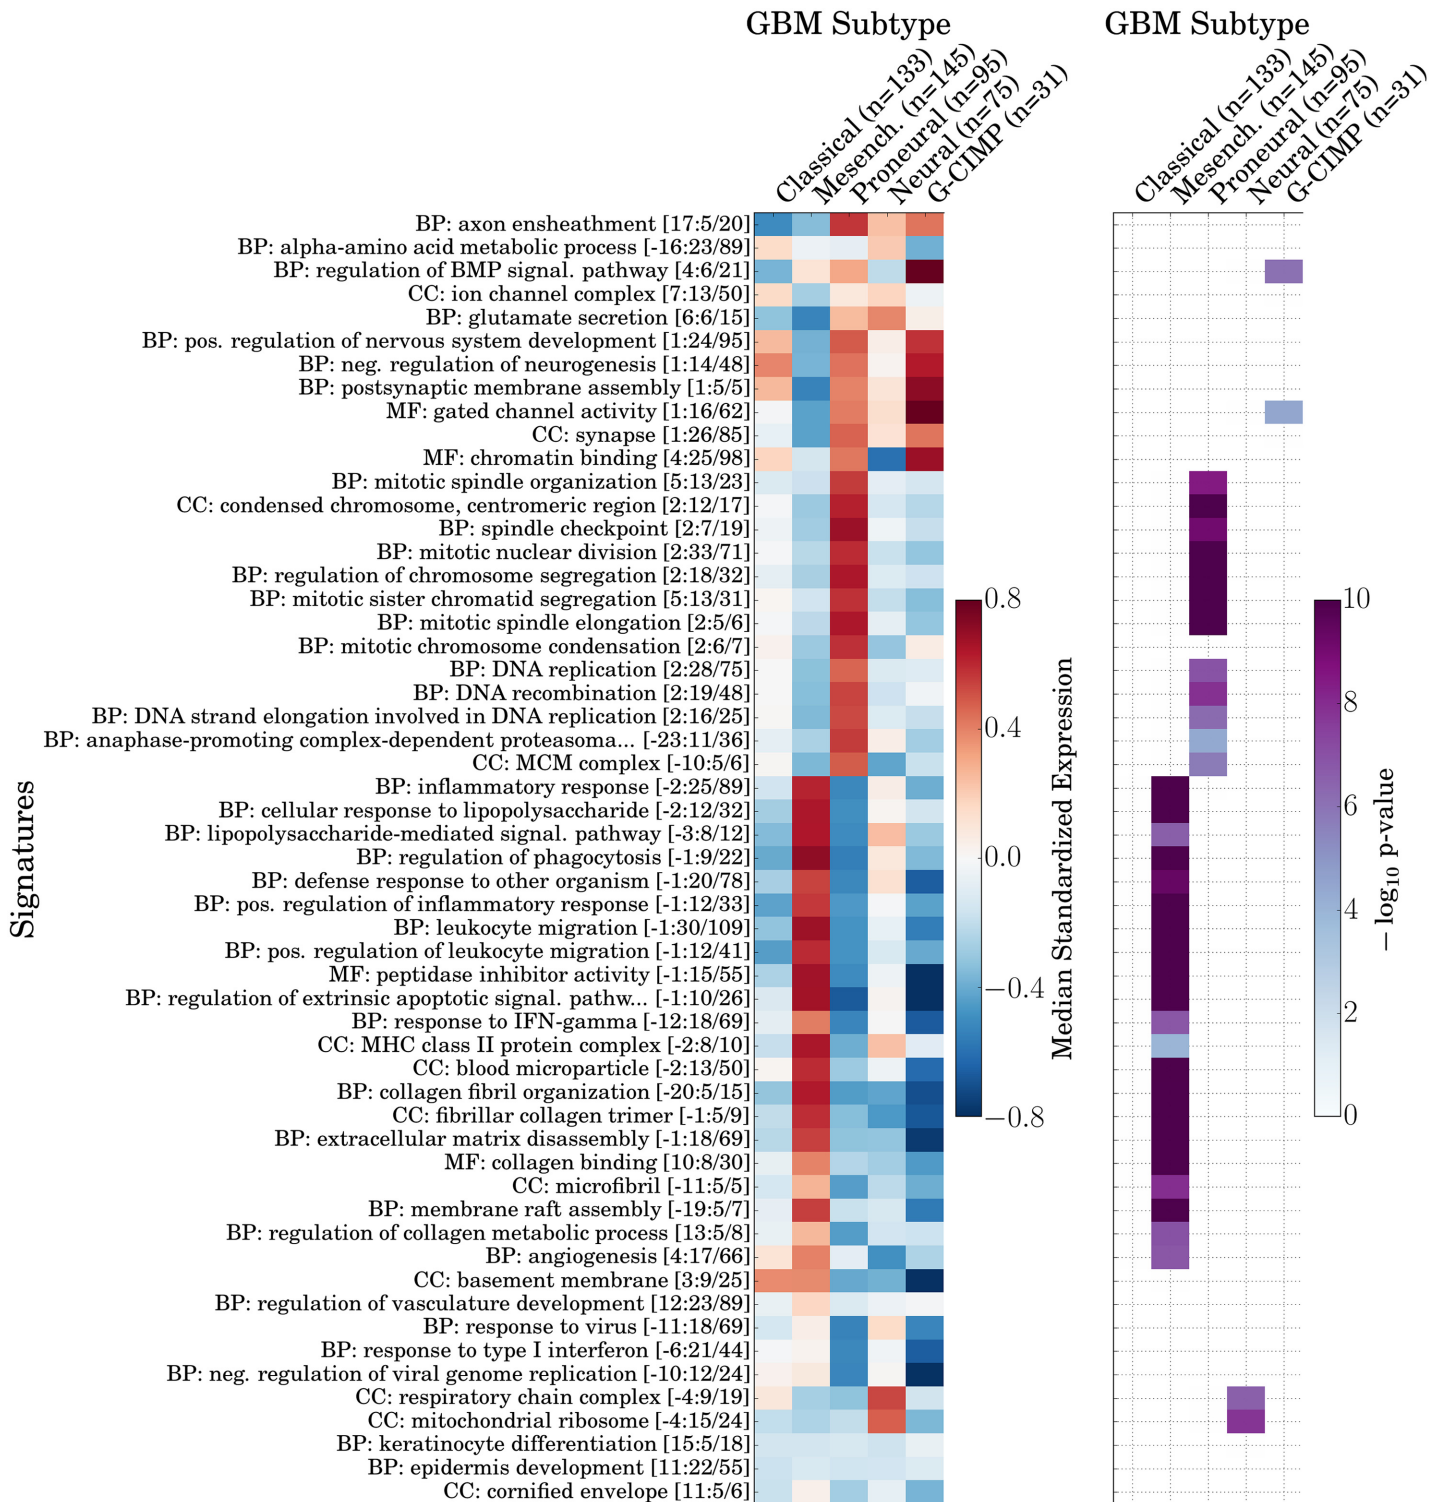 GBM Subtype
Classical (n=133)
Mesench. (n=145)
Proneural (n=95)
Neural (n=75)
G-CIMP (n=31)
GBM Subtype
Classical (n=133)
Mesench. (n=145)
Proneural (n=95)
Neural (n=75)
G-CIMP (n=31)
Signatures
BP: axon ensheathment [17:5/20]
BP: alpha-amino acid metabolic process [-16:23/89]
BP: regulation of BMP signal. pathway [4:6/21]
CC: ion channel complex [7:13/50]
BP: glutamate secretion [6:6/15]
BP: pos. regulation of nervous system development [1:24/95]
BP: neg. regulation of neurogenesis [1:14/48]
BP: postsynaptic membrane assembly [1:5/5]
MF: gated channel activity [1:16/62]
CC: synapse [1:26/85]
MF: chromatin binding [4:25/98]
BP: mitotic spindle organization [5:13/23]
CC: condensed chromosome, centromeric region [2:12/17]
BP: spindle checkpoint [2:7/19]
BP: mitotic nuclear division [2:33/71]
BP: regulation of chromosome segregation [2:18/32]
BP: mitotic sister chromatid segregation [5:13/31]
BP: mitotic spindle elongation [2:5/6]
BP: mitotic chromosome condensation [2:6/7]
BP: DNA replication [2:28/75]
BP: DNA recombination [2:19/48]
BP: DNA strand elongation involved in DNA replication [2:16/25]
BP: anaphase-promoting complex-dependent proteasoma... [-23:11/36]
CC: MCM complex [-10:5/6]
BP: inflammatory response [-2:25/89]
BP: cellular response to lipopolysaccharide [-2:12/32]
BP: lipopolysaccharide-mediated signal. pathway [-3:8/12]
BP: regulation of phagocytosis [-1:9/22]
BP: defense response to other organism [-1:20/78]
BP: pos. regulation of inflammatory response [-1:12/33]
BP: leukocyte migration [-1:30/109]
BP: pos. regulation of leukocyte migration [-1:12/41]
MF: peptidase inhibitor activity [-1:15/55]
BP: regulation of extrinsic apoptotic signal. pathw... [-1:10/26]
BP: response to IFN-gamma [-12:18/69]
CC: MHC class II protein complex [-2:8/10]
CC: blood microparticle [-2:13/50]
BP: collagen fibril organization [-20:5/15]
CC: fibrillar collagen trimer [-1:5/9]
BP: extracellular matrix disassembly [-1:18/69]
MF: collagen binding [10:8/30]
CC: microfibril [-11:5/5]
BP: membrane raft assembly [-19:5/7]
BP: regulation of collagen metabolic process [13:5/8]
BP: angiogenesis [4:17/66]
CC: basement membrane [3:9/25]
BP: regulation of vasculature development [12:23/89]
BP: response to virus [-11:18/69]
BP: response to type I interferon [-6:21/44]
BP: neg. regulation of viral genome replication [-10:12/24]
CC: respiratory chain complex [-4:9/19]
CC: mitochondrial ribosome [-4:15/24]
BP: keratinocyte differentiation [15:5/18]
BP: epidermis development [11:22/55]
CC: cornified envelope [11:5/6]
0.8
0.4
0.0
−0.4
−0.8
Median Standardized Expression
10
8
6
4
2
0
− log10 p-value